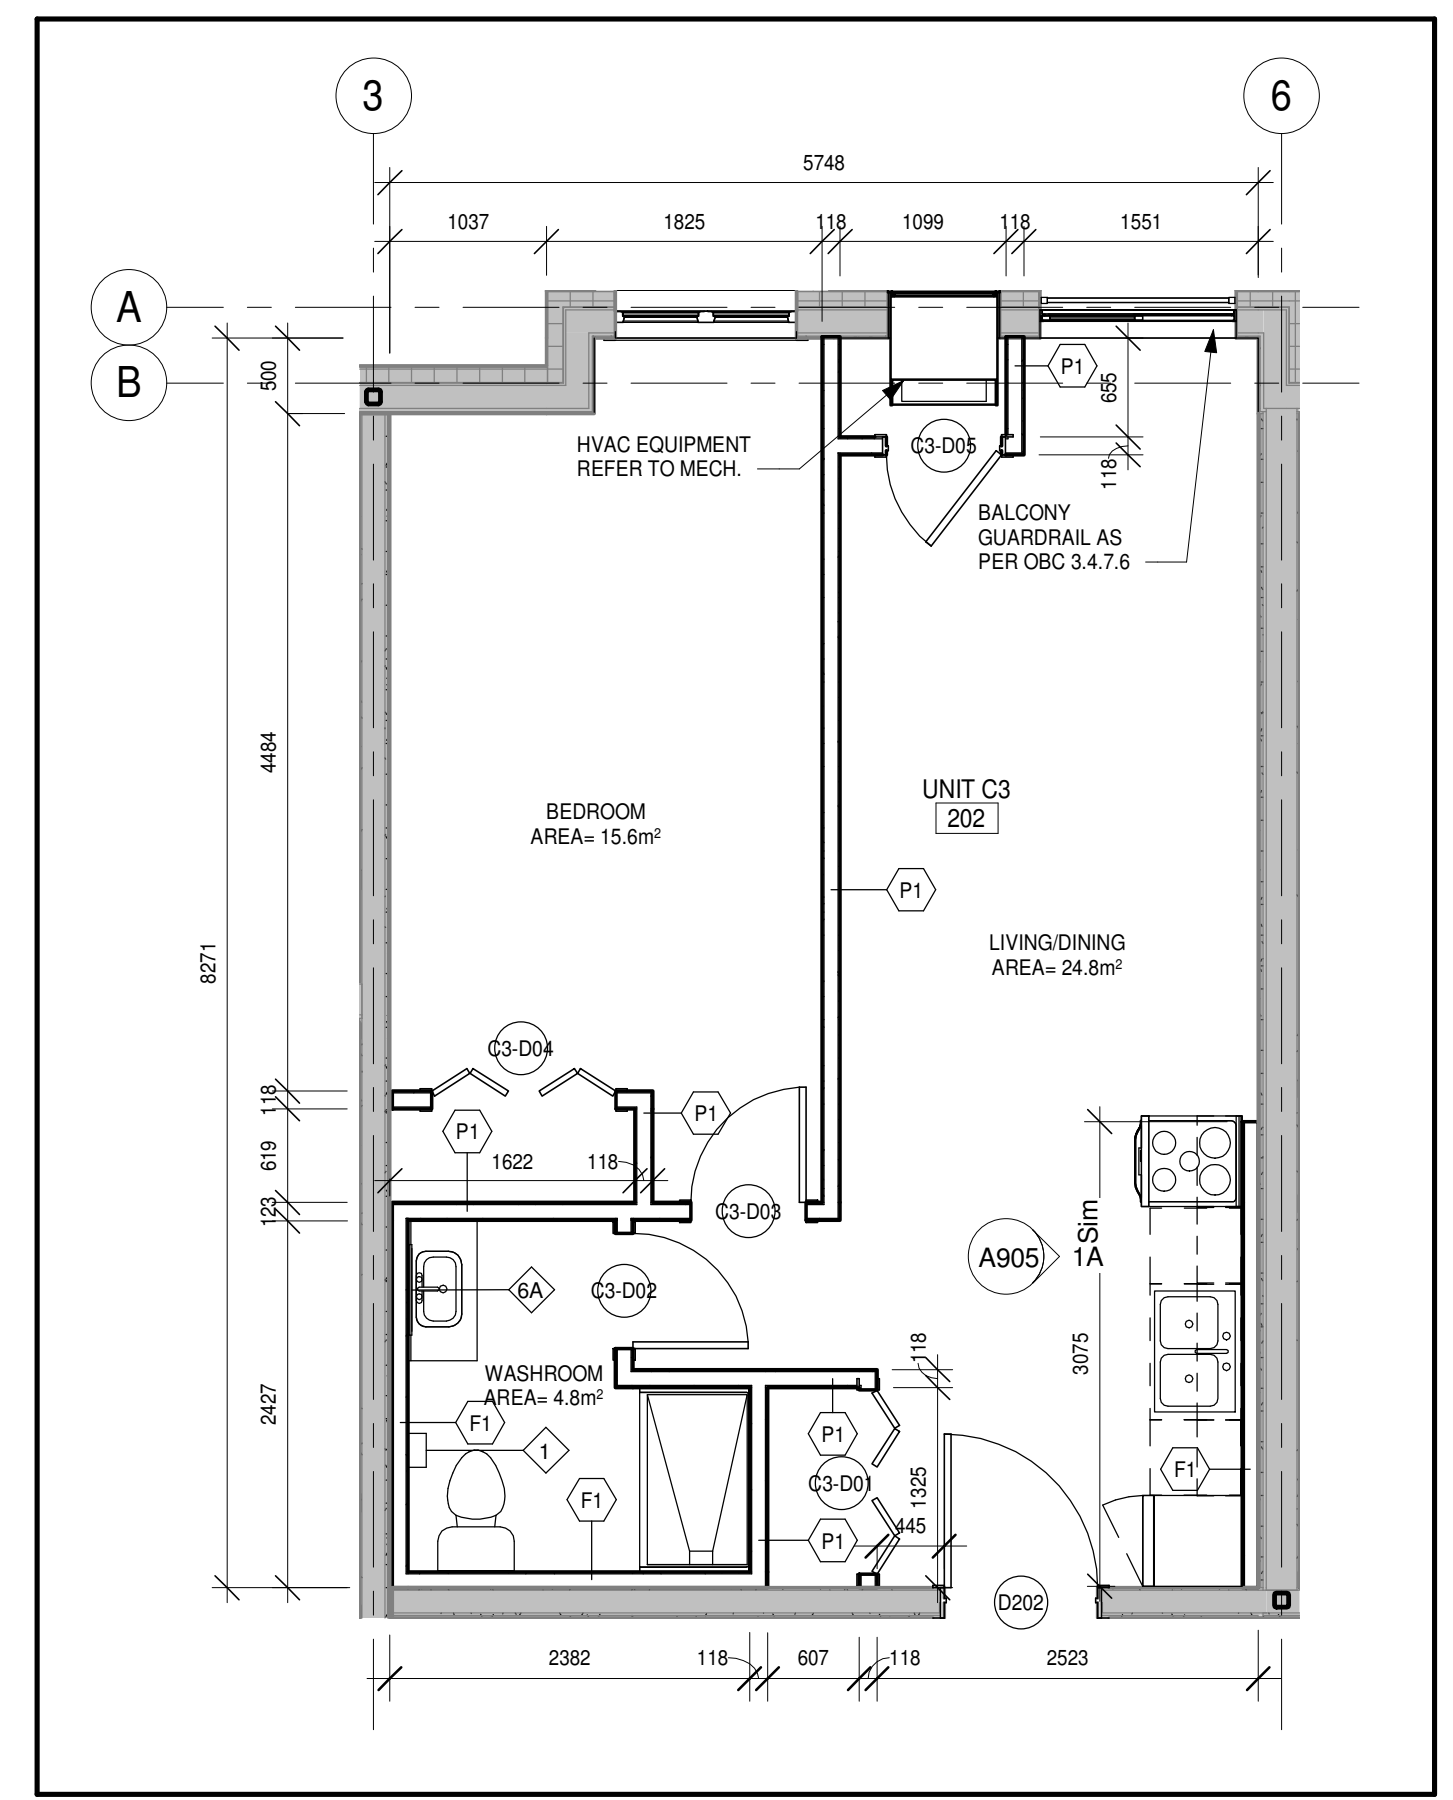 3
6
5748
1037
1825
118
1099
118
1551
A
B
500
P1
655
HVAC EQUIPMENT
REFER TO MECH.
C3-D05
118
BALCONY
GUARDRAIL AS
PER OBC 3.4.7.6
4484
UNIT C3
202
BEDROOM
AREA= 15.6m²
P1
LIVING/DINING
AREA= 24.8m²
8271
C3-D04
118
P1
P1
619
1622
118
123
C3-D03
Sim
A905
1A
6A
C3-D02
118
3075
WASHROOM
AREA= 4.8m²
2427
F1
P1
1
F1
C3-D01
1325
F1
445
P1
D202
2382
118
607
118
2523